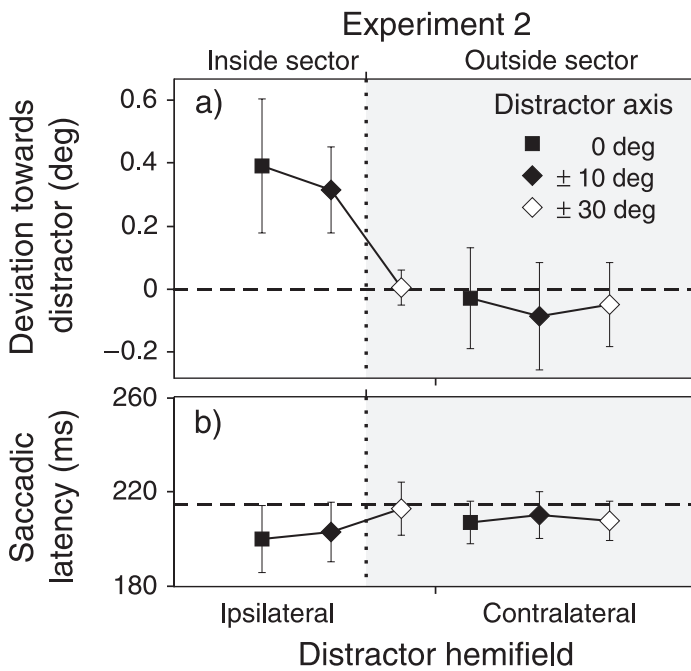 Experiment 2
Inside sector
Outside sector
a)
Distractor axis
0 deg
± 10 deg
± 30 deg
Deviation towards
distractor (deg)
0.6
0.4
0.2
0
−0.2
b)
Saccadic
latency (ms)
260
220
180
Ipsilateral
Contralateral
Distractor hemifield